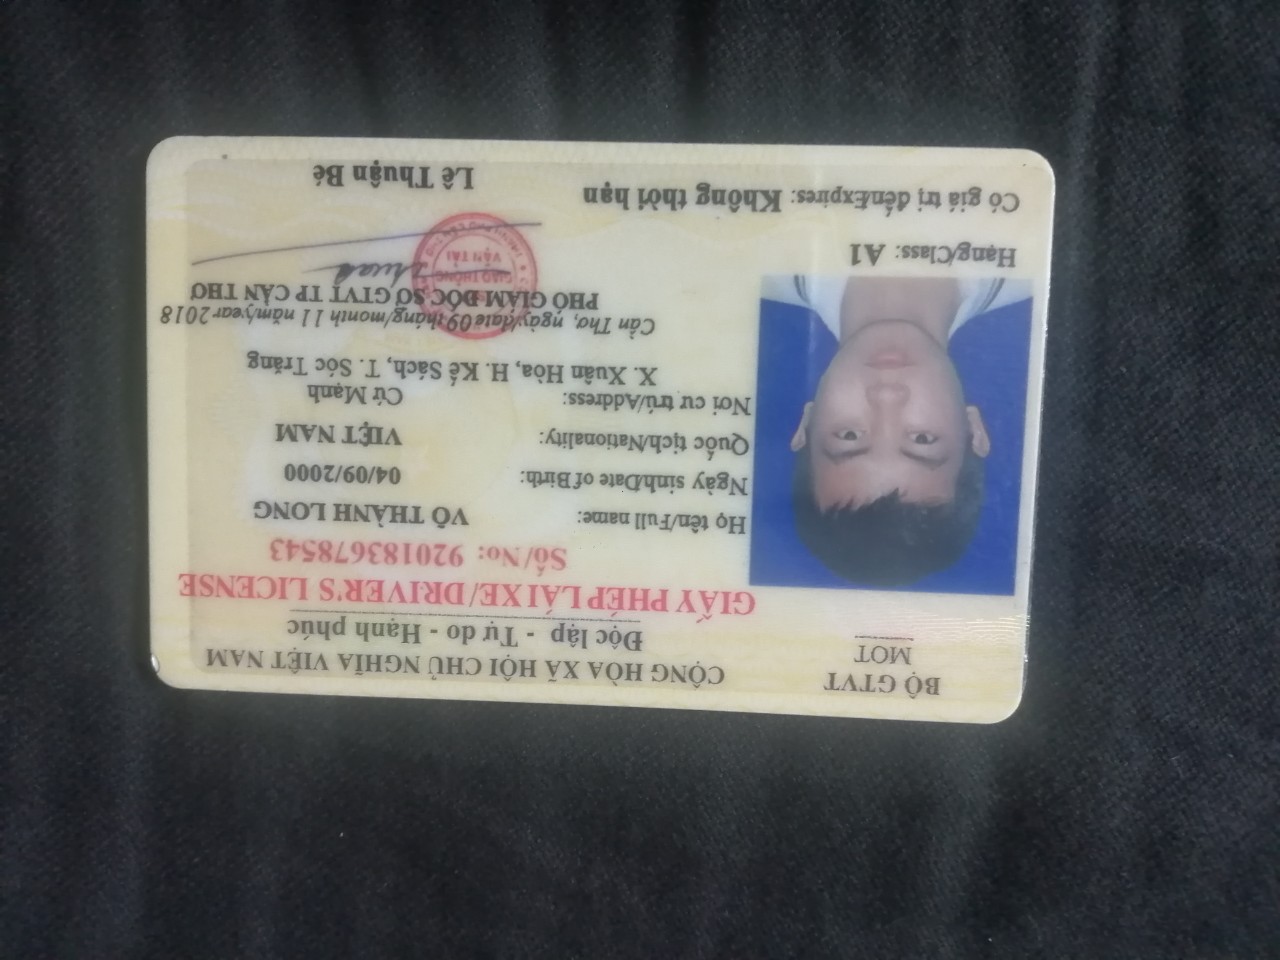 BỘ GTVT
MOT
CỘNG HÒA XÃ HỘI CHỦ NGHĨA VIỆT NAM
Độc lập - Tự do - Hạnh phúc
GIẤY PHÉP LÁI XE/DRIVER'S LICENSE
Số/No: 920183678543
Họ tên/Full name: VÕ THÀNH LONG
Ngày sinh/Date of Birth: 04/09/2000
Quốc tịch/Nationality: VIỆT NAM
Nơi cư trú/Address: Cứ Mạnh
X. Xuân Hòa, H. Kế Sách, T. Sóc Trăng
Cần Thơ, ngày/date 09 tháng/month 11 năm/year 2018
PHÓ GIÁM ĐỐC SỞ GTVT TP CẦN THƠ
GIAO THÔNG
VẬN TẢI
Hạng/Class: A1
Có giá trị đến/Expires: Không thời hạn
Lê Thuận Bé